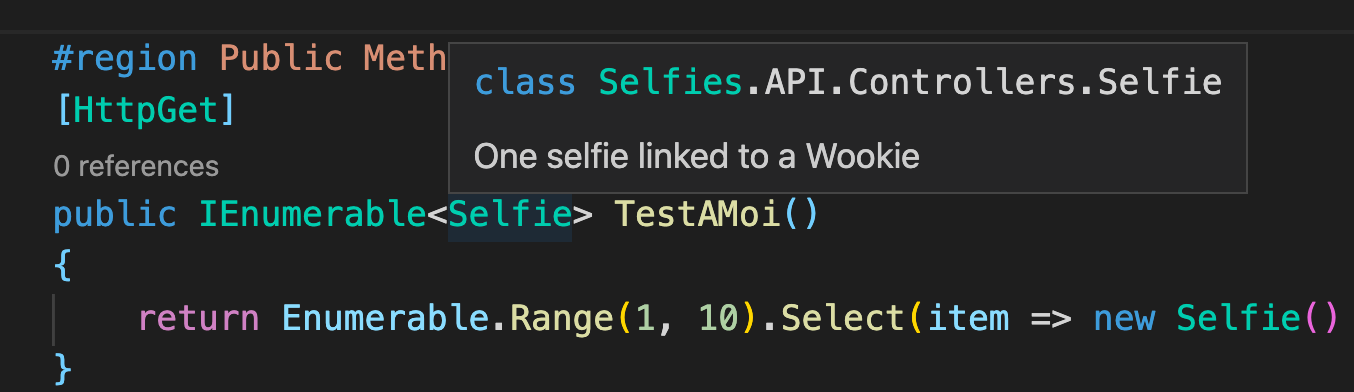 #region Public Meth
class Selfies.API.Controllers.Selfie
[HttpGet]
One selfie linked to a Wookie
0 references
public IEnumerable<Selfie> TestAMoi()
{
return Enumerable.Range(1, 10).Select(item => new Selfie()
}